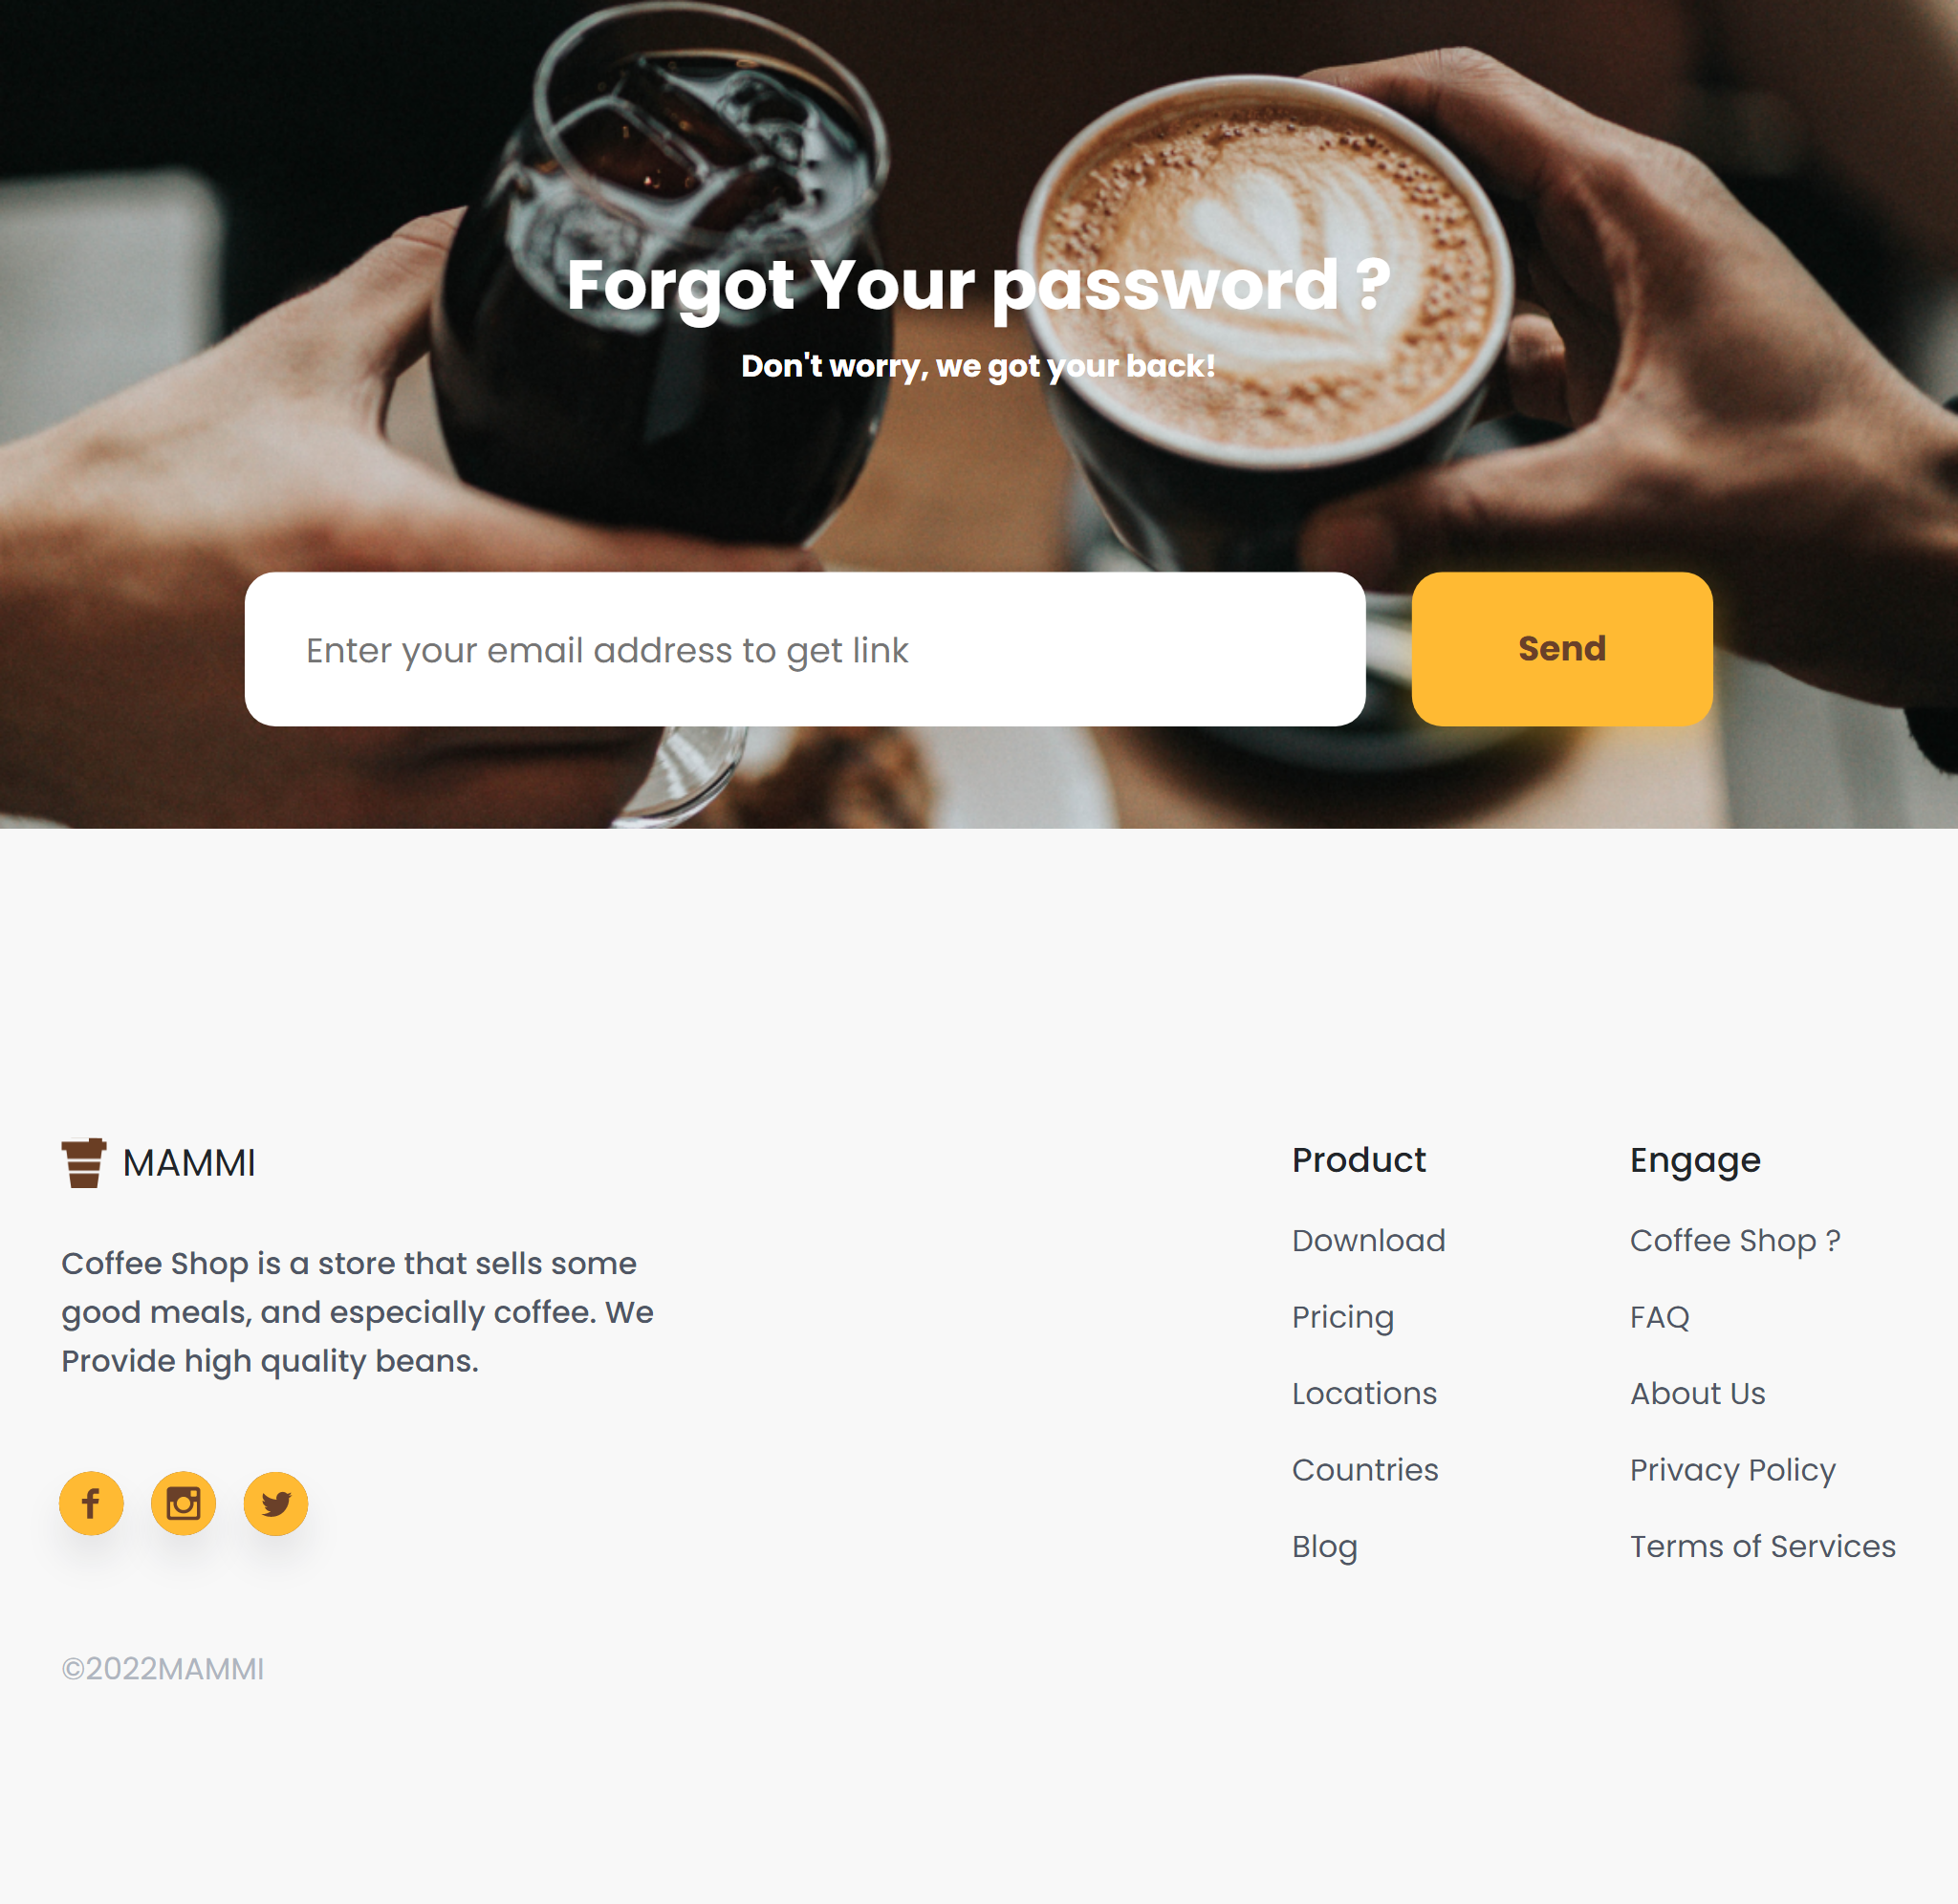 Forgot Your password ?
Don't worry, we got your back!
Enter your email address to get link
Send
MAMMI
Coffee Shop is a store that sells some
good meals, and especially coffee. We
Provide high quality beans.
©2022MAMMI
Product
Download
Pricing
Locations
Countries
Blog
Engage
Coffee Shop ?
FAQ
About Us
Privacy Policy
Terms of Services